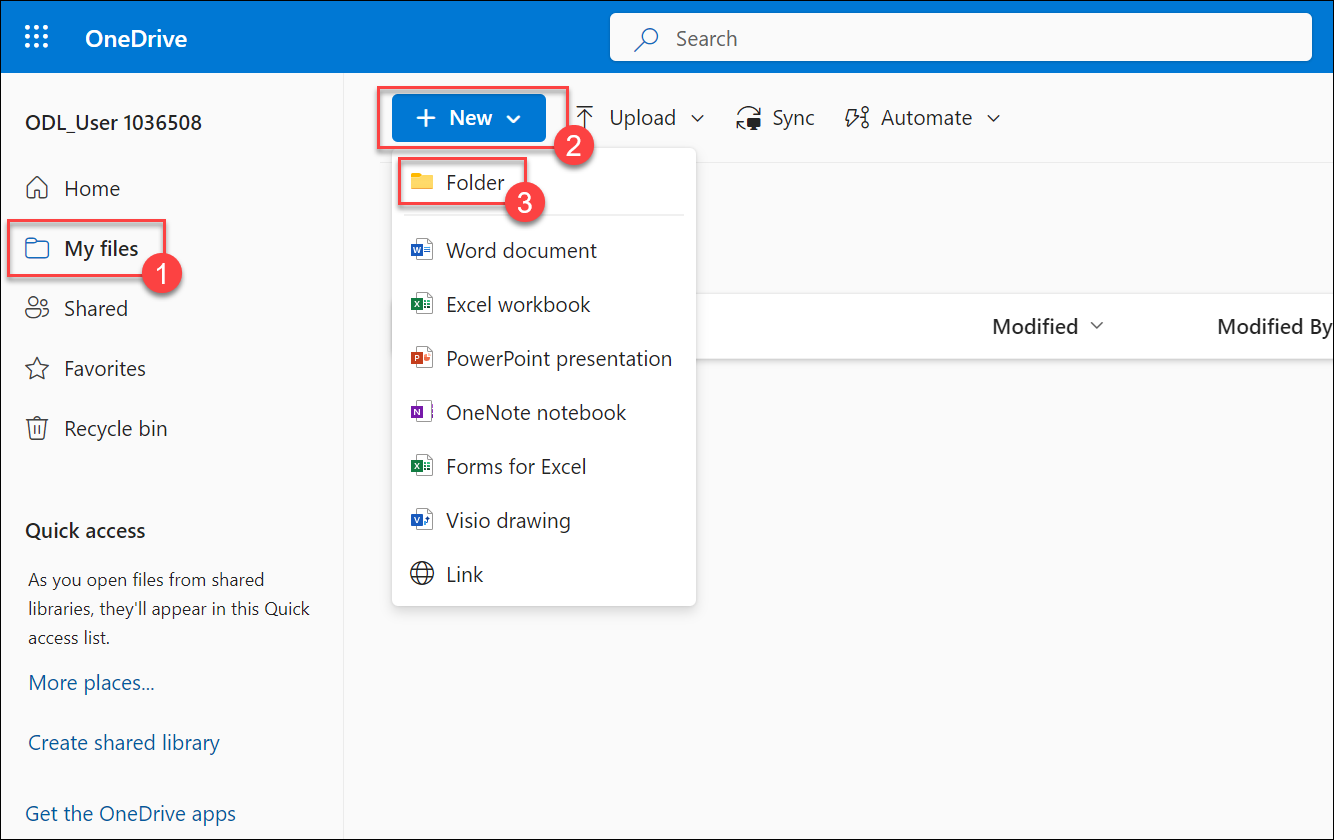 OneDrive
Search
ODL_User 1036508
Home
My files
1
Shared
Favorites
Recycle bin
Quick access
As you open files from shared
libraries, they'll appear in this Quick
access list.
More places...
Create shared library
Get the OneDrive apps
New
2
Upload
Sync
Automate
Folder
3
Word document
Excel workbook
PowerPoint presentation
OneNote notebook
Forms for Excel
Visio drawing
Link
Modified
Modified By